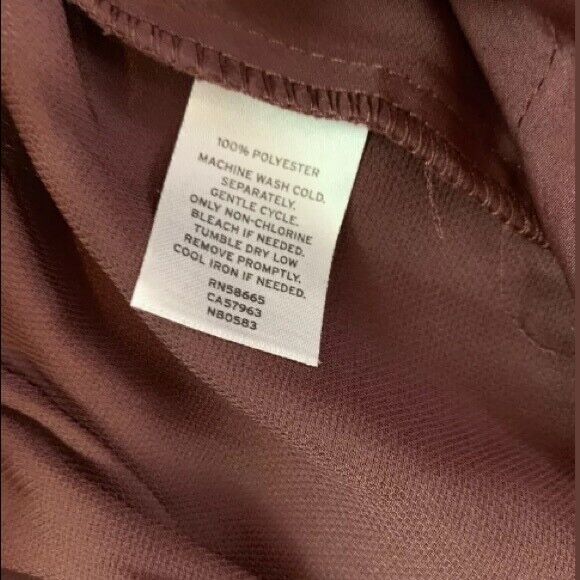 100% POLYESTER
MACHINE WASH COLD,
SEPARATELY.
GENTLE CYCLE.
ONLY NON-CHLORINE
BLEACH IF NEEDED.
TUMBLE DRY LOW
REMOVE PROMPTLY.
COOL IRON IF NEEDED.
RN58665
CA57963
NB0583